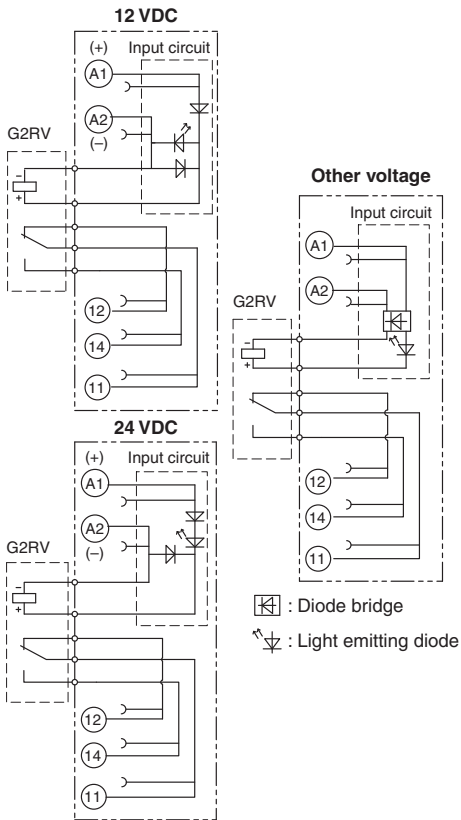 12 VDC
(+) Input circuit
A1
A2
(–)
G2RV
–
+
12
14
11
24 VDC
(+) Input circuit
A1
A2
(–)
G2RV
–
+
12
14
11
Other voltage
Input circuit
A1
A2
G2RV
–
+
12
14
11
: Diode bridge
: Light emitting diode